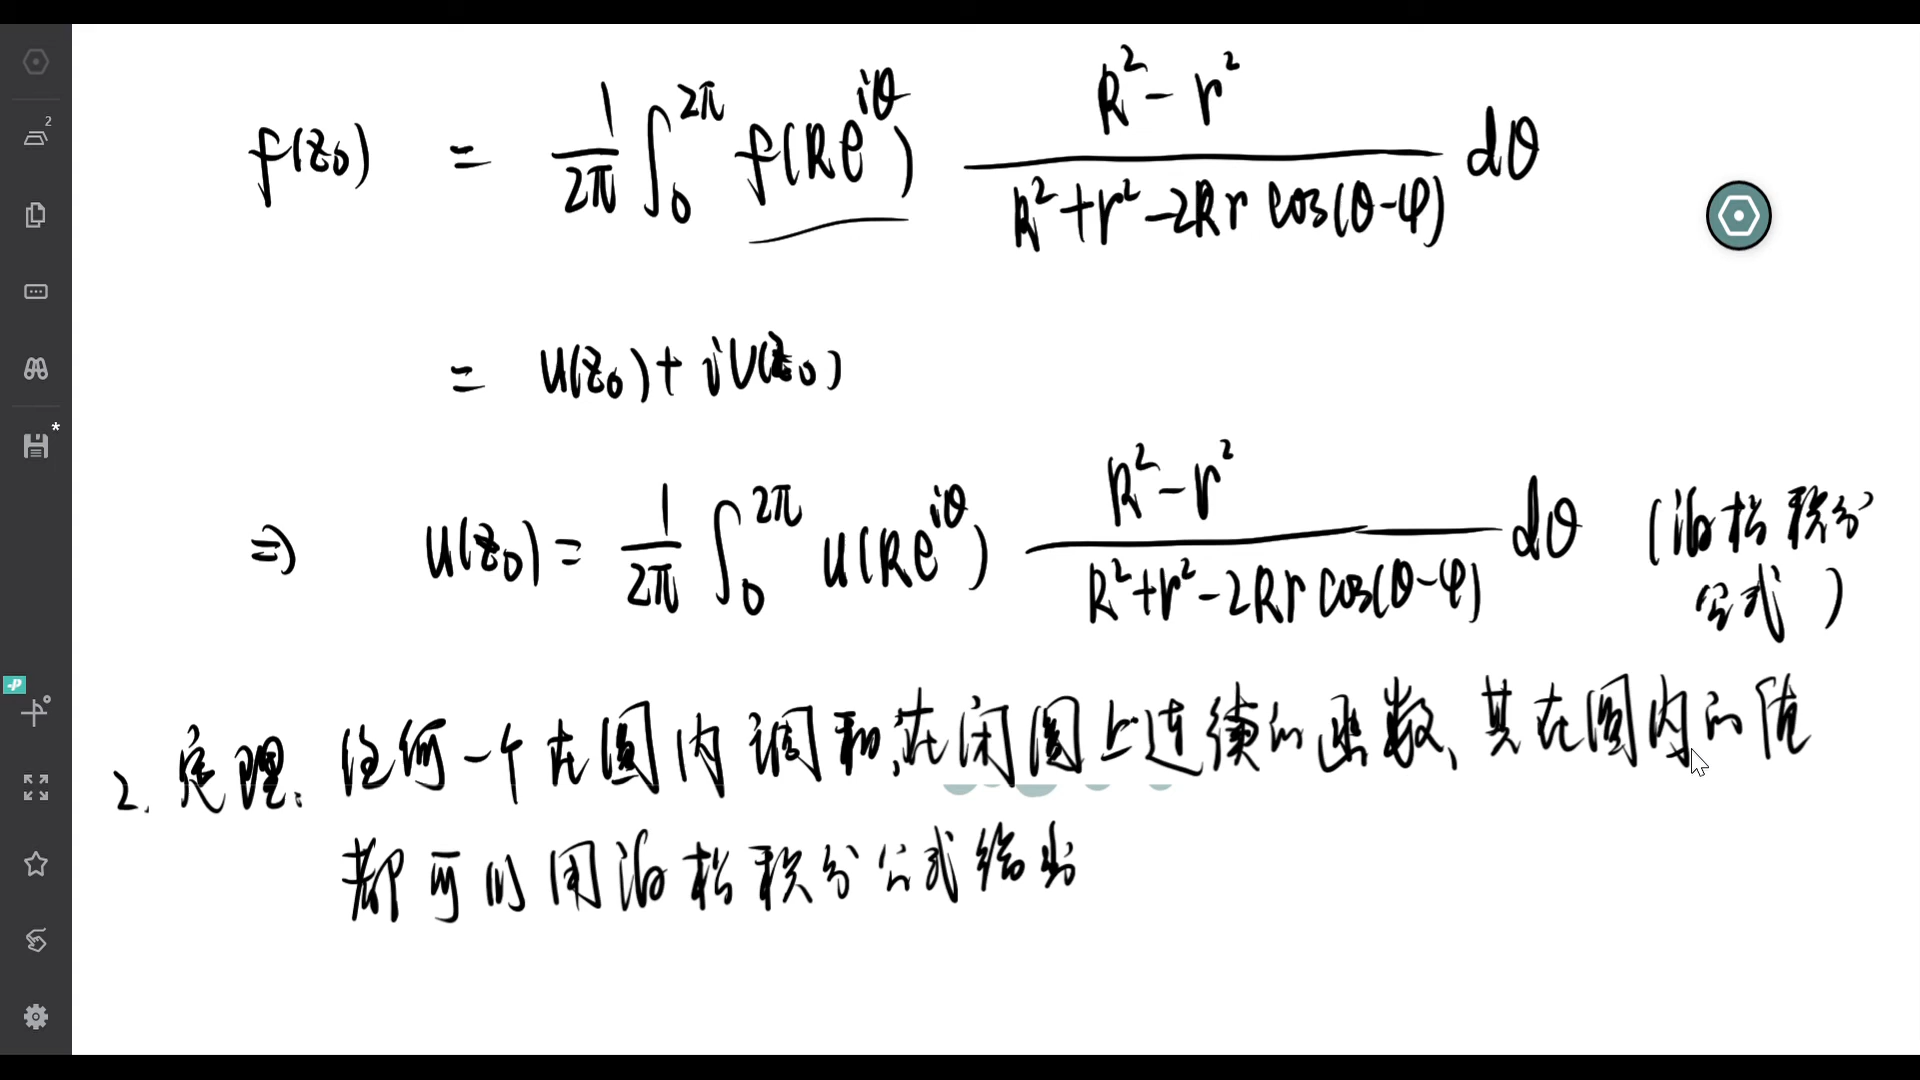 f(z₀) = 1/2π ∫₀^2π f(Re^iθ) (R²-r²)/(R²+r²-2Rr cos(θ-φ)) dθ
= u(z₀)+iv(z₀)
⇒ u(z₀) = 1/2π ∫₀^2π u(Re^iθ) (R²-r²)/(R²+r²-2Rr cos(θ-φ)) dθ (泊松积分
公式)
2. 定理: 任何一个在圆内调和,在闭圆上连续的函数、其在圆内的值
都可以用泊松积分公式给出